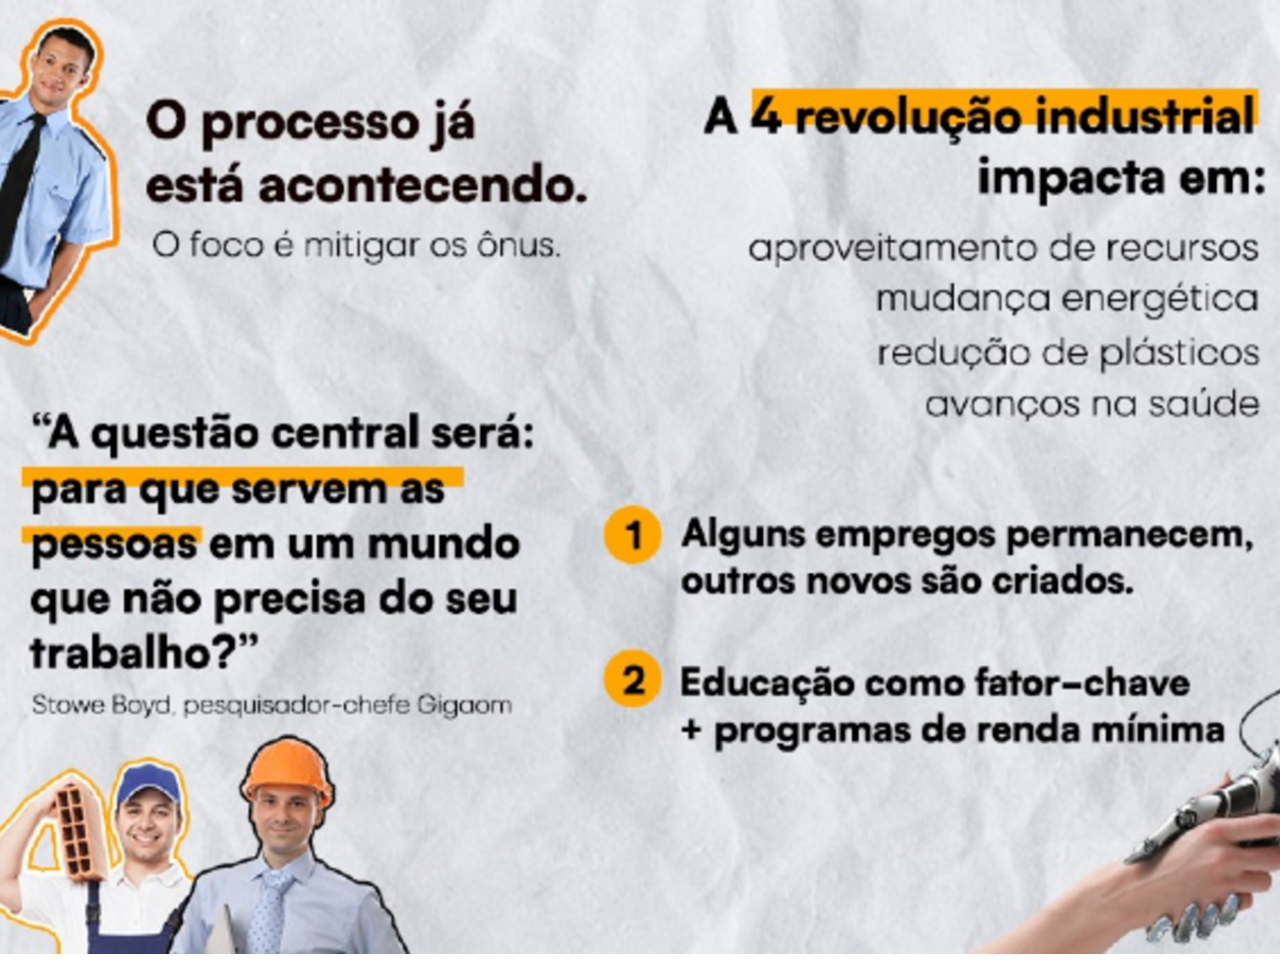 O processo já
está acontecendo.
O foco é mitigar os ônus.
A 4 revolução industrial
impacta em:
aproveitamento de recursos
mudança energética
redução de plásticos
avanços na saúde
“A questão central será:
para que servem as
pessoas em um mundo
que não precisa do seu
trabalho?”
Stowe Boyd, pesquisador-chefe Gigaom
1 Alguns empregos permanecem,
outros novos são criados.
2 Educação como fator-chave
+ programas de renda mínima